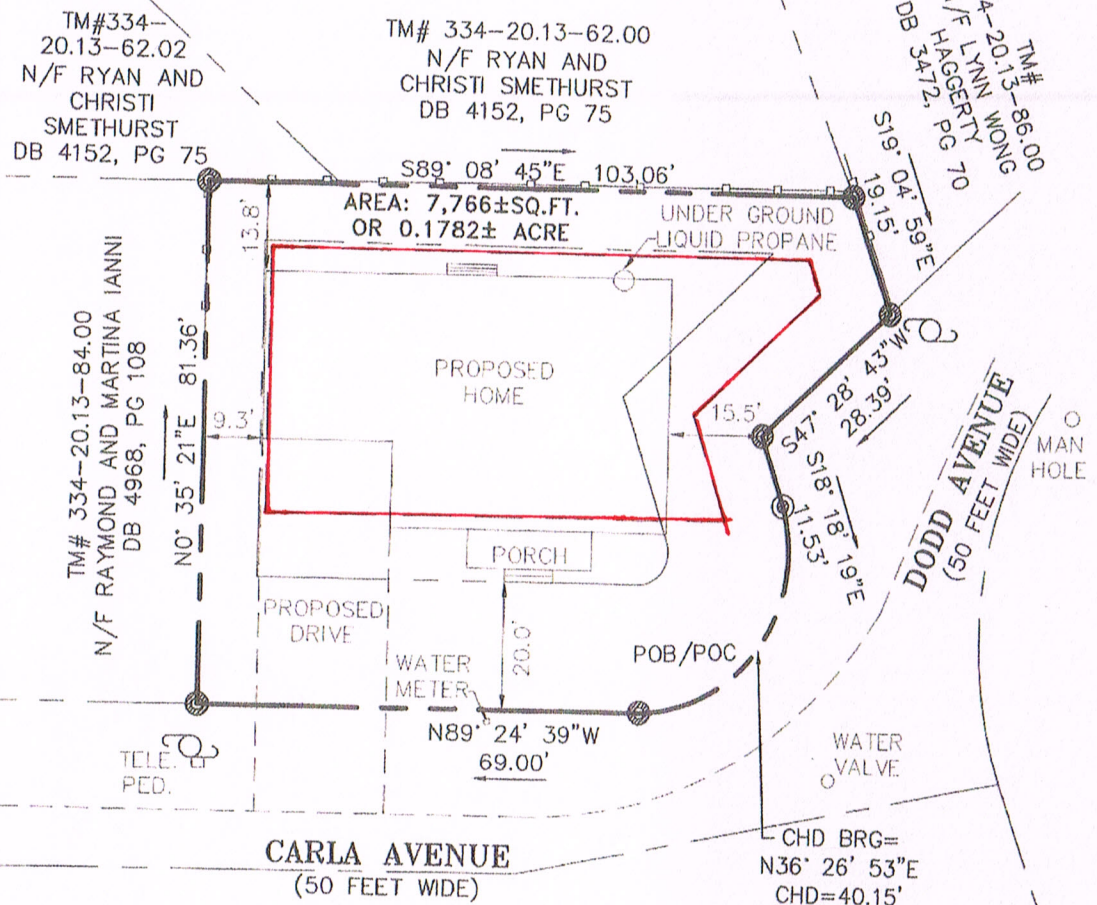 TM#334-
20.13-62.02
N/F RYAN AND
CHRISTI
SMETHURST
DB 4152, PG 75
TM# 334-20.13-62.00
N/F RYAN AND
CHRISTI SMETHURST
DB 4152, PG 75
TM#
4-20.13-86.00
/F LYNN WONG
HAGGERTY
DB 3472, PG 70
S89° 08' 45"E 103.06'
AREA: 7,766±SQ.FT.
OR 0.1782± ACRE
UNDER GROUND
LIQUID PROPANE
S19° 04' 59"E
19.15'
13.8'
TM# 334-20.13-84.00
N/F RAYMOND AND MARTINA IANNI
DB 4968, PG 108
N0° 35' 21"E 81.36'
PROPOSED
HOME
9.3'
15.5'
S47° 28' 43"W
28.39'
S18° 18' 19"E
11.53'
DODD AVENUE
(50 FEET WIDE)
MAN
HOLE
PORCH
PROPOSED
DRIVE
20.0'
POB/POC
WATER
METER
N89° 24' 39"W
69.00'
TELE.
PED.
WATER
VALVE
CARLA AVENUE
(50 FEET WIDE)
CHD BRG=
N36° 26' 53"E
CHD=40.15'